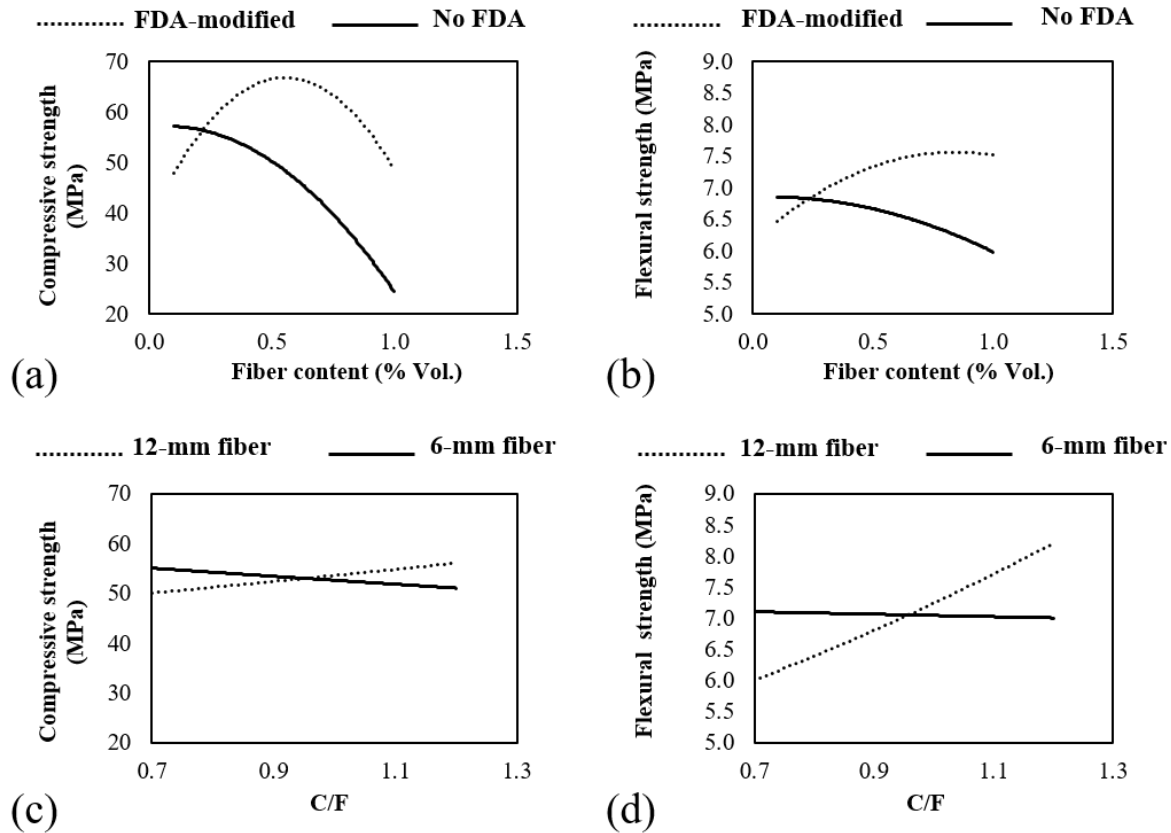 FDA-modified No FDA
Compressive strength
(MPa)
70
60
50
40
30
20
0.0 0.5 1.0 1.5
Fiber content (% Vol.)
(a)
FDA-modified No FDA
Flexural strength (MPa)
9.0
8.5
8.0
7.5
7.0
6.5
6.0
5.5
5.0
0.0 0.5 1.0 1.5
Fiber content (% Vol.)
(b)
12-mm fiber 6-mm fiber
Compressive strength
(MPa)
70
60
50
40
30
20
0.7 0.9 1.1 1.3
C/F
(c)
12-mm fiber 6-mm fiber
Flexural strength (MPa)
9.0
8.5
8.0
7.5
7.0
6.5
6.0
5.5
5.0
0.7 0.9 1.1 1.3
C/F
(d)